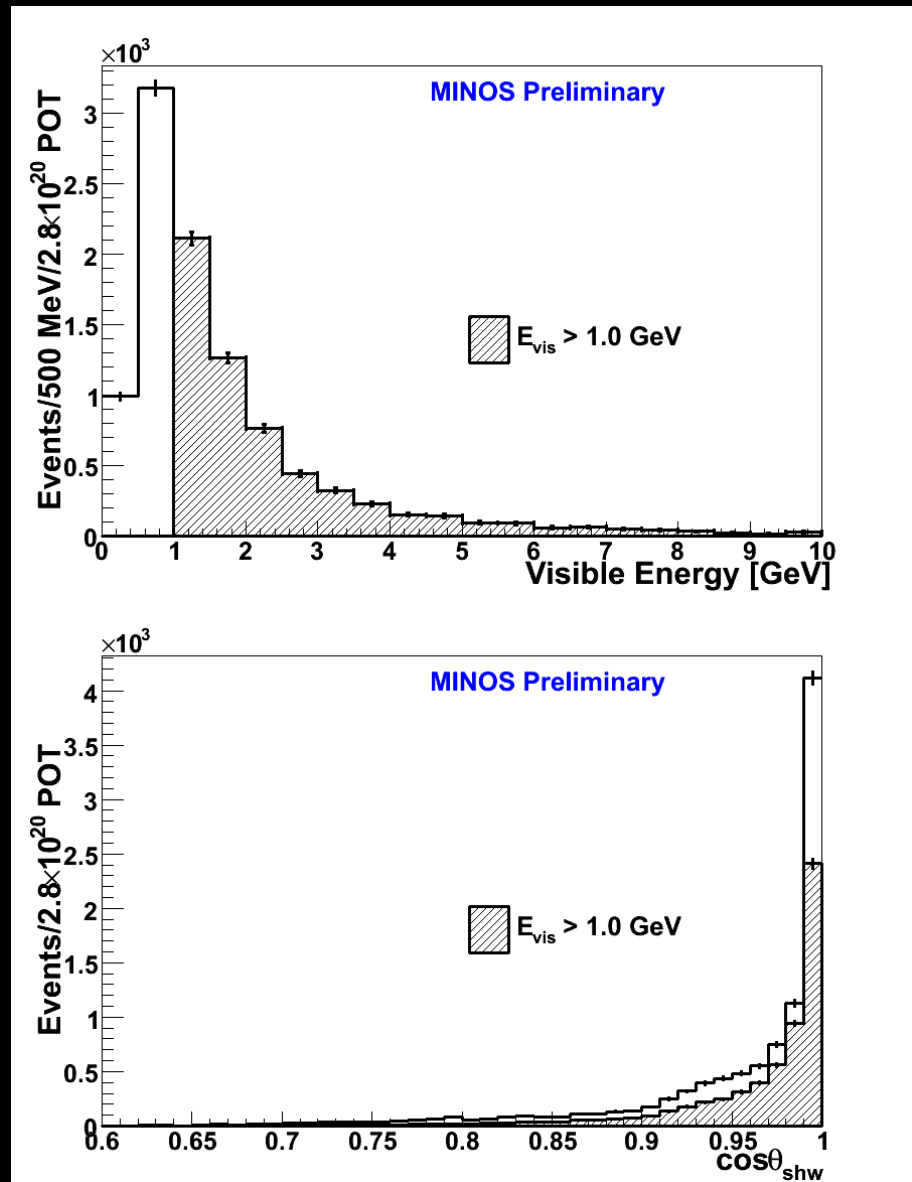 ×10³
MINOS Preliminary
Events/500 MeV/2.8×10²⁰ POT
3
2.5
2
1.5
1
0.5
0
E_vis > 1.0 GeV
0 1 2 3 4 5 6 7 8 9 10
Visible Energy [GeV]
×10³
MINOS Preliminary
Events/2.8×10²⁰ POT
4
3.5
3
2.5
2
1.5
1
0.5
0
E_vis > 1.0 GeV
0.6 0.65 0.7 0.75 0.8 0.85 0.9 0.95 1
cosθ_shw